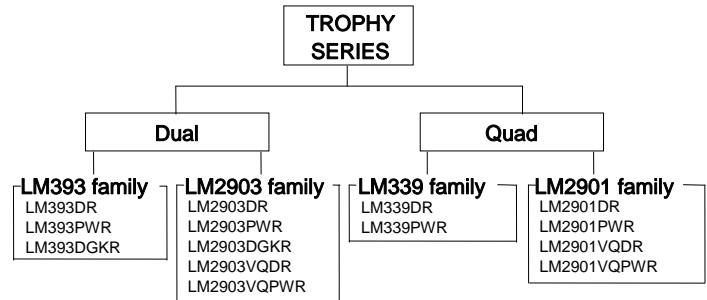 TROPHY
SERIES
Dual
Quad
LM393 family
LM393DR
LM393PWR
LM393DGKR
LM2903 family
LM2903DR
LM2903PWR
LM2903DGKR
LM2903VQDR
LM2903VQPWR
LM339 family
LM339DR
LM339PWR
LM2901 family
LM2901DR
LM2901PWR
LM2901VQDR
LM2901VQPWR